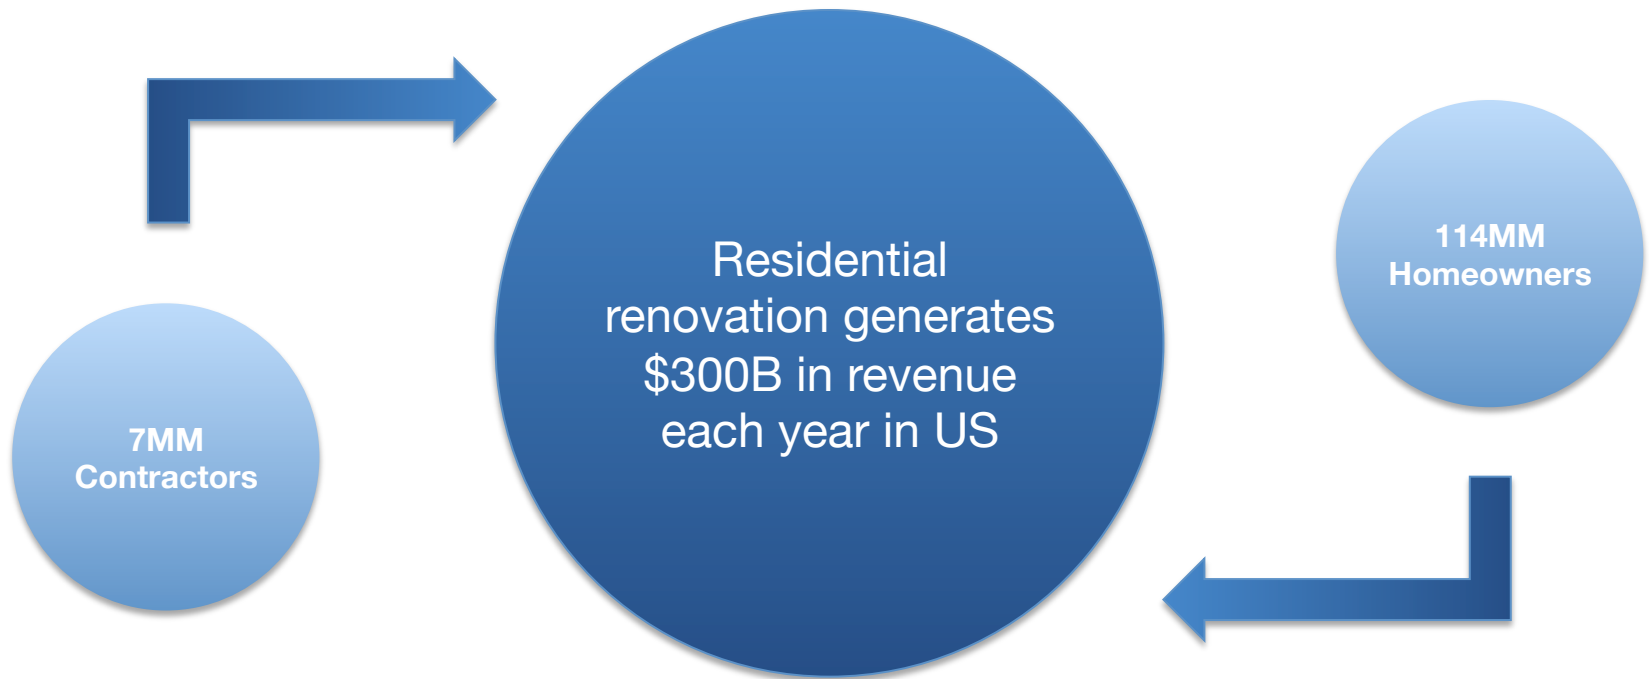 7MM
Contractors
Residential
renovation generates
$300B in revenue
each year in US
114MM
Homeowners